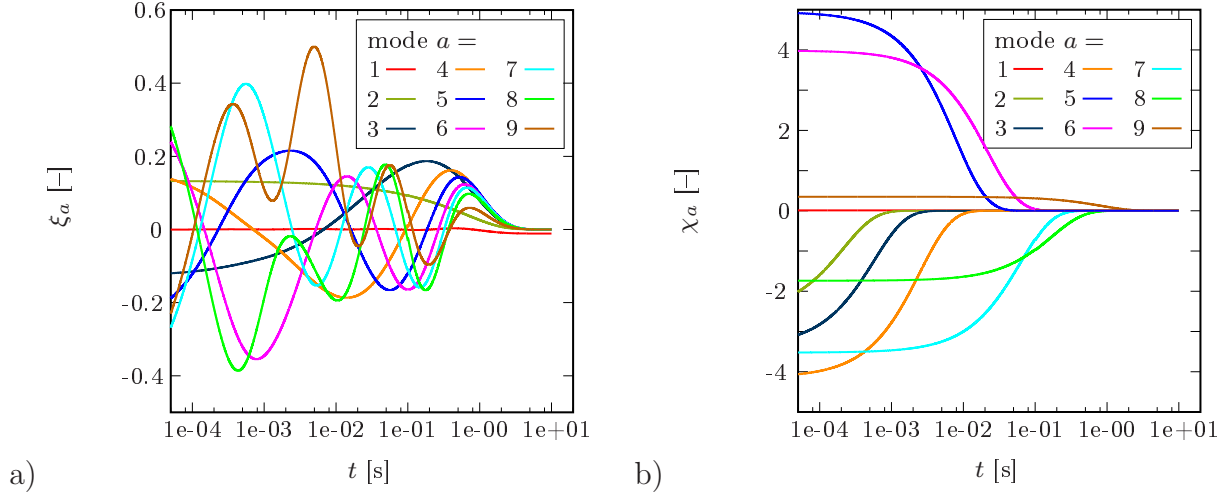 0.6
0.4
0.2
0
-0.2
-0.4
ξa [–]
mode a =
1 4 7
2 5 8
3 6 9
1e-04 1e-03 1e-02 1e-01 1e-00 1e+01
t [s]
a)
4
2
0
-2
-4
χa [–]
mode a =
1 4 7
2 5 8
3 6 9
1e-04 1e-03 1e-02 1e-01 1e-00 1e+01
t [s]
b)